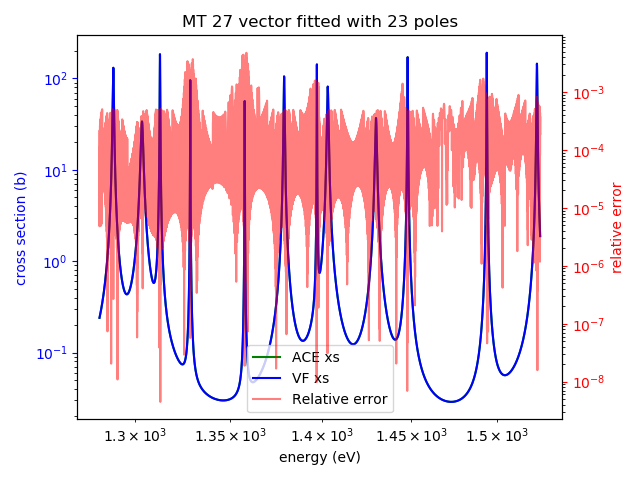 MT 27 vector fitted with 23 poles
10²
10¹
10⁰
10⁻¹
cross section (b)
10⁻³
10⁻⁴
10⁻⁵
10⁻⁶
10⁻⁷
10⁻⁸
relative error
ACE xs
VF xs
Relative error
1.3 × 10³ 1.35 × 10³ 1.4 × 10³ 1.45 × 10³ 1.5 × 10³
energy (eV)